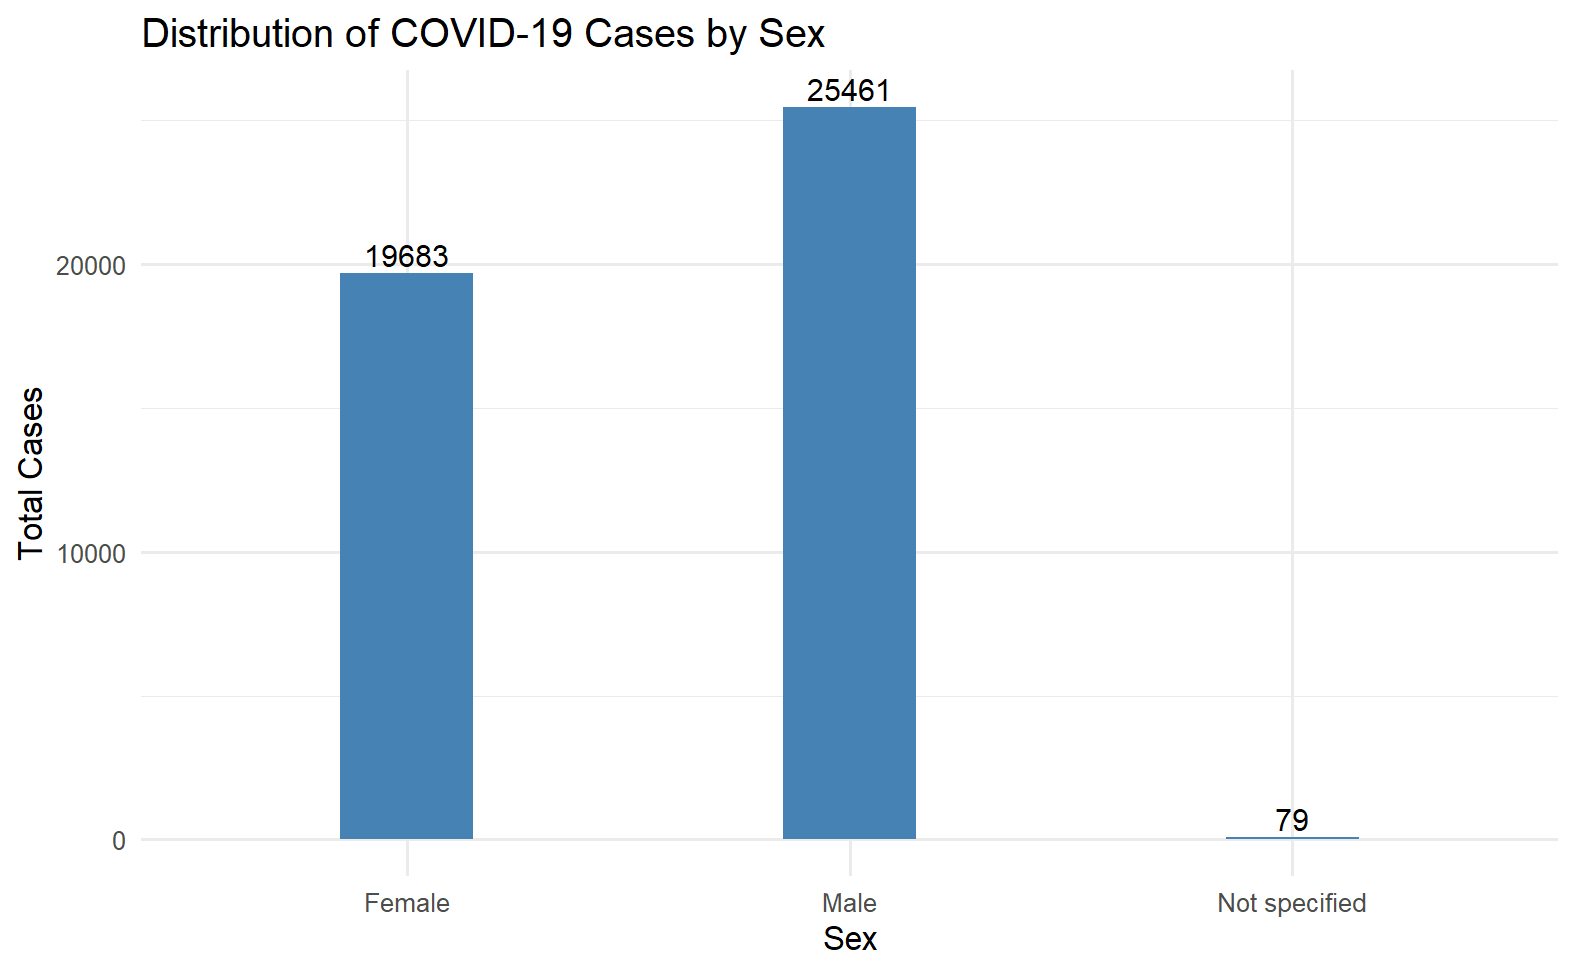 Distribution of COVID-19 Cases by Sex
25461
19683
79
20000
10000
0
Total Cases
Female
Male
Not specified
Sex